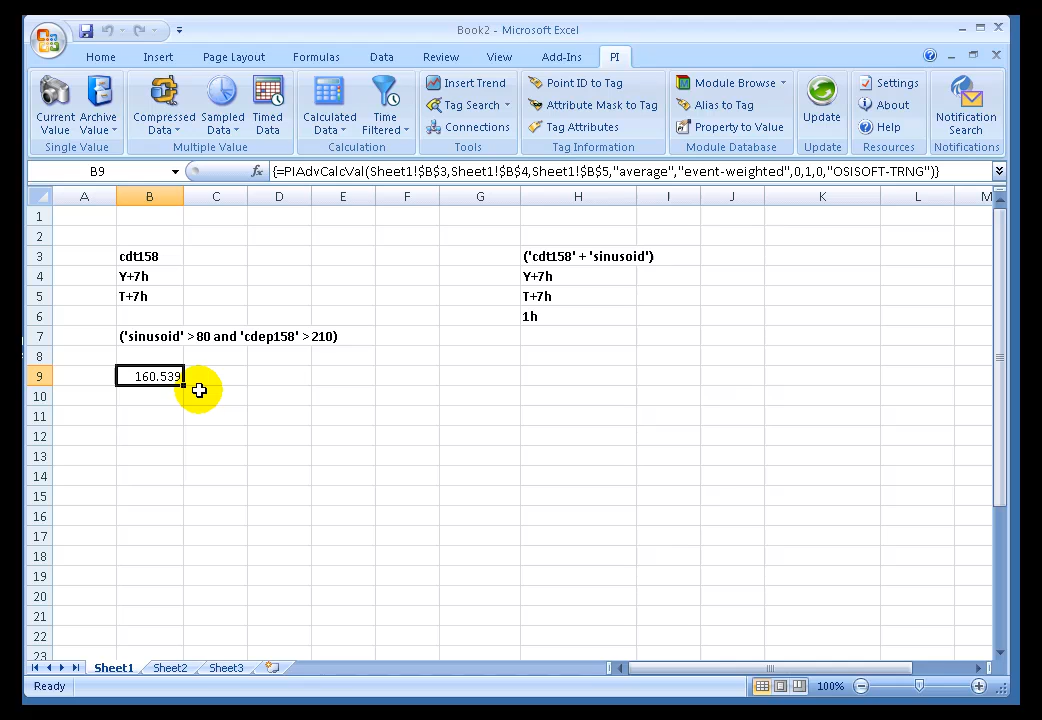 Book2 - Microsoft Excel
Home Insert Page Layout Formulas Data Review View Add-Ins PI
Current Value
Archive Value
Compressed Data
Sampled Data
Timed Data
Calculated Data
Time Filtered
Insert Trend
Tag Search
Connections
Point ID to Tag
Attribute Mask to Tag
Tag Attributes
Module Browse
Alias to Tag
Property to Value
Update
Settings
About
Help
Notification Search
Single Value Multiple Value Calculation Tools Tag Information Module Database Update Resources Notifications
B9 fx {=PIAdvCalcVal(Sheet1!$B$3,Sheet1!$B$4,Sheet1!$B$5,"average","event-weighted",0,1,0,"OSISOFT-TRNG")}
A B C D E F G H I J K L M
1
2
3 cdt158 ('cdt158' + 'sinusoid')
4 Y+7h Y+7h
5 T+7h T+7h
6 1h
7 ('sinusoid' >80 and 'cdep158' >210)
8
9 160.539
10
11
12
13
14
15
16
17
18
19
20
21
22
23
Sheet1 Sheet2 Sheet3
Ready 100%